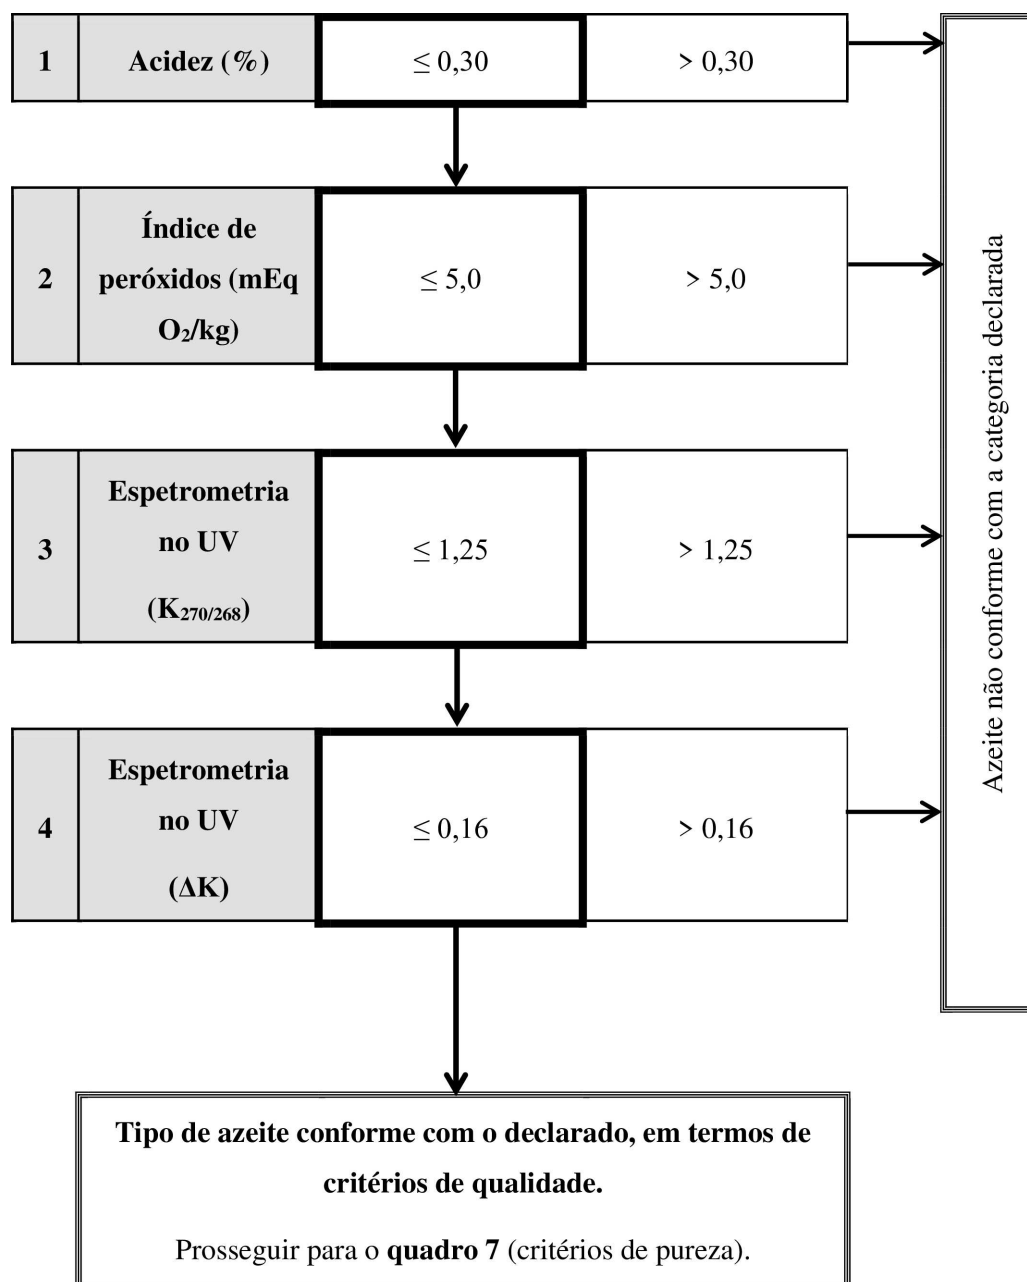 1 Acidez (%) ≤ 0,30 > 0,30
2 Índice de
peróxidos (mEq
O₂/kg) ≤ 5,0 > 5,0
3 Espetrometria
no UV
(K₂₇₀/₂₆₈) ≤ 1,25 > 1,25
4 Espetrometria
no UV
(ΔK) ≤ 0,16 > 0,16
Azeite não conforme com a categoria declarada
Tipo de azeite conforme com o declarado, em termos de
critérios de qualidade.
Prosseguir para o quadro 7 (critérios de pureza).